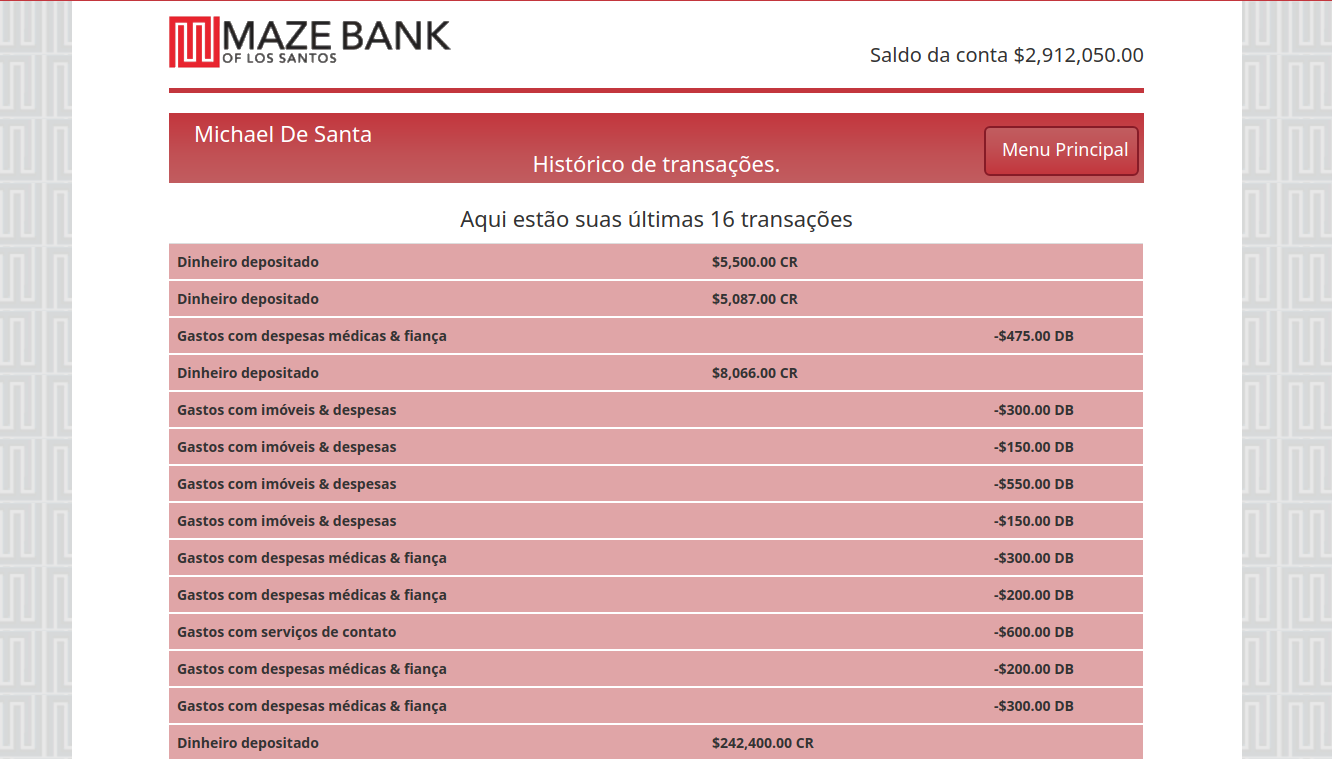 MAZE BANK
OF LOS SANTOS
Saldo da conta $2,912,050.00
Michael De Santa
Menu Principal
Histórico de transações.
Aqui estão suas últimas 16 transações
Dinheiro depositado $5,500.00 CR
Dinheiro depositado $5,087.00 CR
Gastos com despesas médicas & fiança -$475.00 DB
Dinheiro depositado $8,066.00 CR
Gastos com imóveis & despesas -$300.00 DB
Gastos com imóveis & despesas -$150.00 DB
Gastos com imóveis & despesas -$550.00 DB
Gastos com imóveis & despesas -$150.00 DB
Gastos com despesas médicas & fiança -$300.00 DB
Gastos com despesas médicas & fiança -$200.00 DB
Gastos com serviços de contato -$600.00 DB
Gastos com despesas médicas & fiança -$200.00 DB
Gastos com despesas médicas & fiança -$300.00 DB
Dinheiro depositado $242,400.00 CR